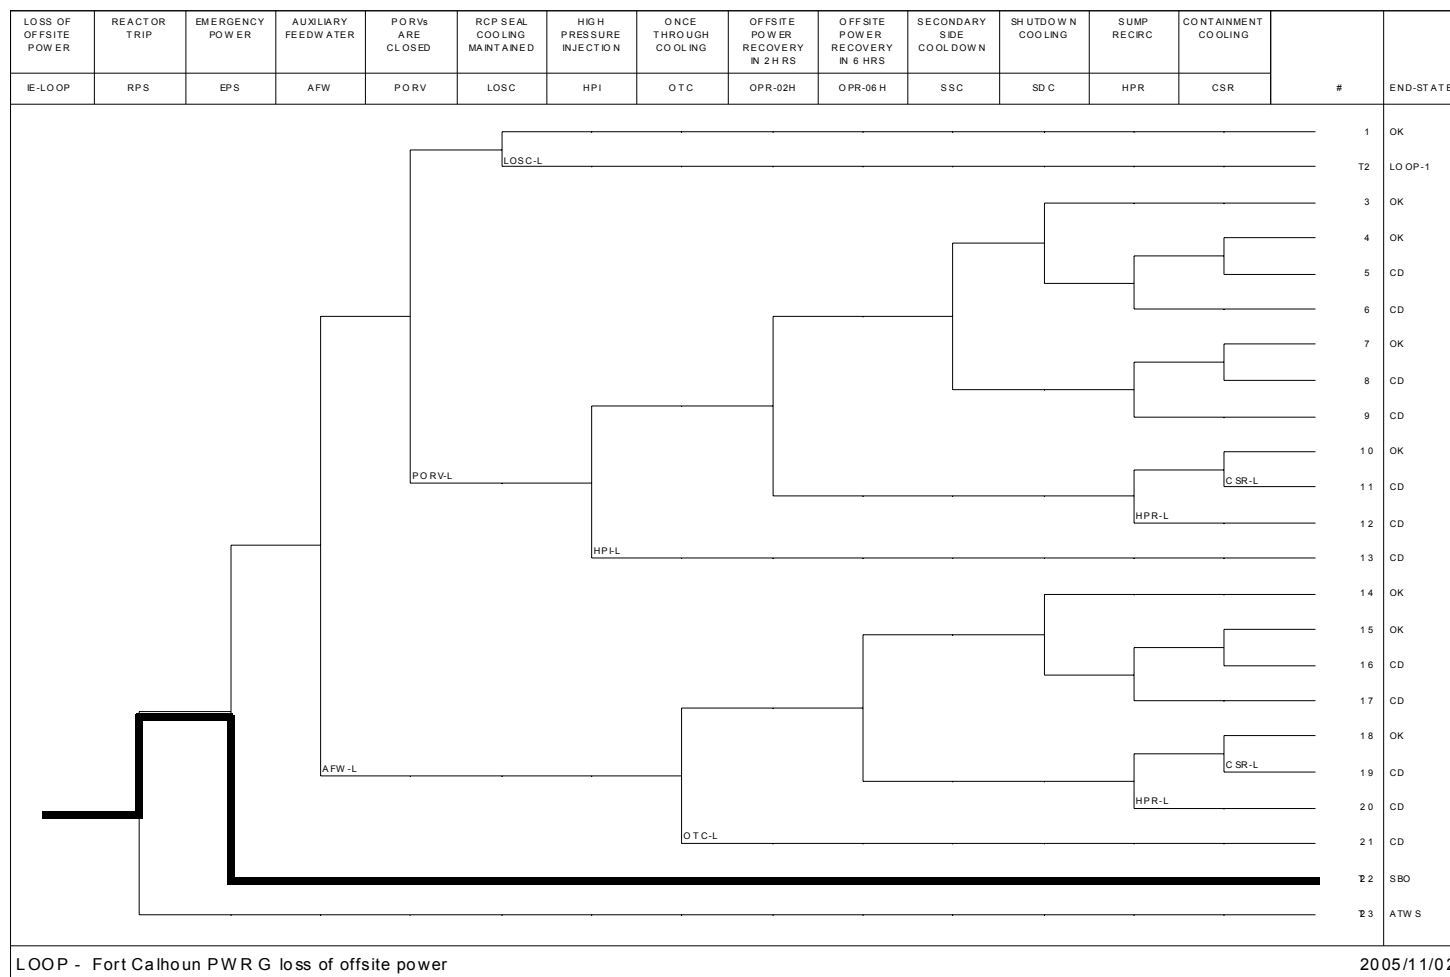 LOSS OF
OFFSITE
POWER
REACTOR
TRIP
EMERGENCY
POWER
AUXILIARY
FEEDWATER
PORVs
ARE
CLOSED
RCP SEAL
COOLING
MAINTAINED
HIGH
PRESSURE
INJECTION
ONCE
THROUGH
COOLING
OFFSITE
POWER
RECOVERY
IN 2 HRS
OFFSITE
POWER
RECOVERY
IN 6 HRS
SECONDARY
SIDE
COOLDOWN
SHUTDOWN
COOLING
SUMP
RECIRC
CONTAINMENT
COOLING
IE-LOOP RPS EPS AFW PORV LOSC HPI OTC OPR-02H OPR-06H SSC SDC HPR CSR # END-STATE
1 OK
LOSC-L
T2 LOOP-1
3 OK
4 OK
5 CD
6 CD
7 OK
8 CD
9 CD
10 OK
PORV-L
CSR-L
11 CD
HPR-L
12 CD
HPI-L
13 CD
14 OK
15 OK
16 CD
17 CD
18 OK
AFW-L
CSR-L
19 CD
HPR-L
20 CD
OTC-L
21 CD
T22 SBO
T23 ATWS
LOOP - Fort Calhoun PWR G loss of offsite power 2005/11/02